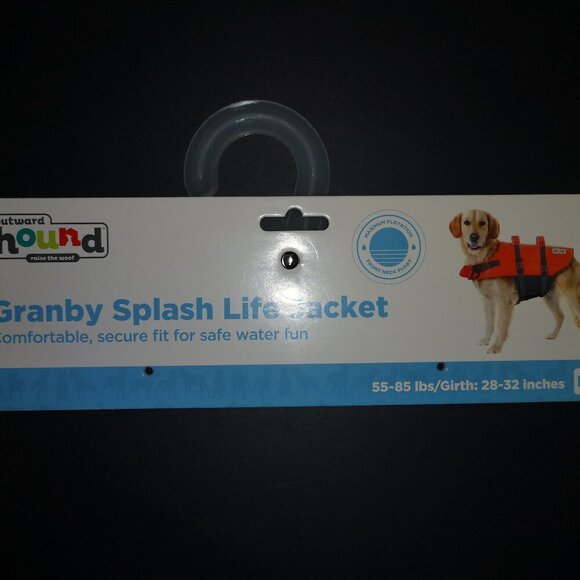 outward
hound
raise the woof
MAXIMUM FLOTATION
FRONT NECK FLOAT
Granby Splash Life Jacket
Comfortable, secure fit for safe water fun
55-85 lbs/Girth: 28-32 inches